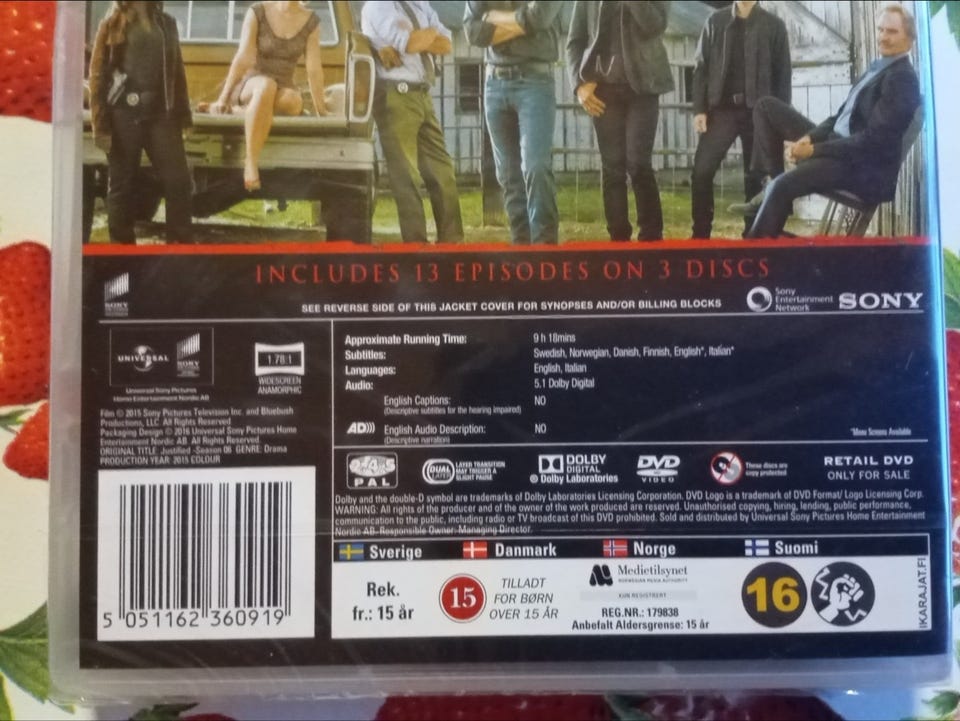 INCLUDES 13 EPISODES ON 3 DISCS
SONY
SEE REVERSE SIDE OF THIS JACKET COVER FOR SYNOPSES AND/OR BILLING BLOCKS
Sony
Entertainment
Network
SONY
UNIVERSAL
SONY
Universal Sony Pictures
Home Entertainment Nordic AB
1.78:1
WIDESCREEN
ANAMORPHIC
Film © 2015 Sony Pictures Television Inc. and Bluebush
Productions, LLC. All Rights Reserved.
Packaging Design © 2016 Universal Sony Pictures Home
Entertainment Nordic AB. All Rights Reserved.
ORIGINAL TITLE: Justified -Season 06 GENRE: Drama
PRODUCTION YEAR: 2015 COLOUR
Approximate Running Time: 9 h 18mins
Subtitles: Swedish, Norwegian, Danish, Finnish, English*, Italian*
Languages: English, Italian
Audio: 5.1 Dolby Digital
English Captions: NO
(Descriptive subtitles for the hearing impaired)
AD))) English Audio Description: NO
(Descriptive narration)
*Menu Screens Available
2 4 5
PAL
DUAL LAYER
LAYER TRANSITION
MAY TRIGGER A
SLIGHT PAUSE
DOLBY
DIGITAL
® Dolby Laboratories
DVD
VIDEO
These discs are
copy protected
RETAIL DVD
ONLY FOR SALE
Dolby and the double-D symbol are trademarks of Dolby Laboratories Licensing Corporation. DVD Logo is a trademark of DVD Format/ Logo Licensing Corp.
WARNING: All rights of the producer and of the owner of the work produced are reserved. Unauthorised copying, hiring, lending, public performance,
communication to the public, including radio or TV broadcast of this DVD prohibited. Sold and distributed by Universal Sony Pictures Home Entertainment
Nordic AB. Responsible Owner: Managing Director.
Sverige Danmark Norge Suomi
Rek.
fr.: 15 år
15
TILLADT
FOR BØRN
OVER 15 ÅR
Medietilsynet
NORWEGIAN MEDIA AUTHORITY
KUN REGISTRERT
REG.NR.: 179838
Anbefalt Aldersgrense: 15 år
16
IKARAJAT.FI
5 051162 360919